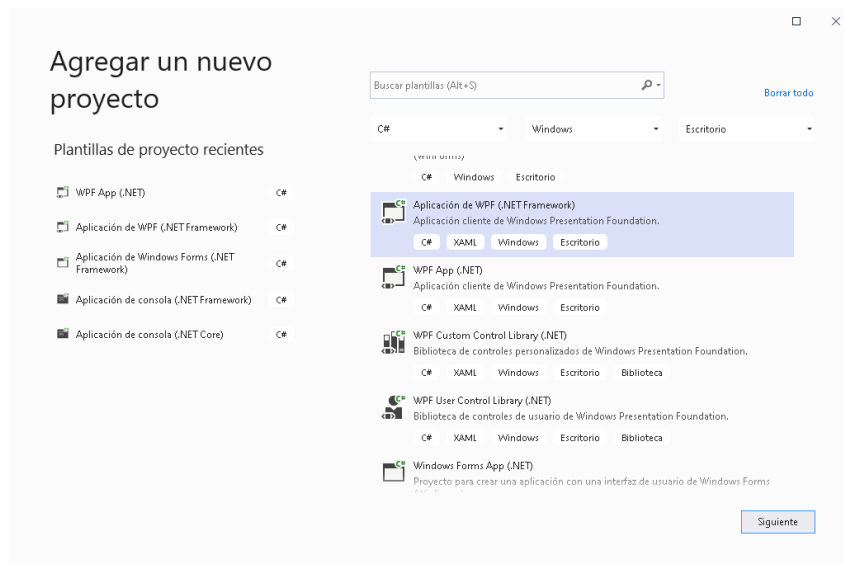 Agregar un nuevo
proyecto
Plantillas de proyecto recientes
WPF App (.NET) C#
Aplicación de WPF (.NET Framework) C#
Aplicación de Windows Forms (.NET
Framework) C#
Aplicación de consola (.NET Framework) C#
Aplicación de consola (.NET Core) C#
Buscar plantillas (Alt+S)
Borrar todo
C# Windows Escritorio
(WinForms)
C# Windows Escritorio
Aplicación de WPF (.NET Framework)
Aplicación cliente de Windows Presentation Foundation.
C# XAML Windows Escritorio
WPF App (.NET)
Aplicación cliente de Windows Presentation Foundation.
C# XAML Windows Escritorio
WPF Custom Control Library (.NET)
Biblioteca de controles personalizados de Windows Presentation Foundation.
C# XAML Windows Escritorio Biblioteca
WPF User Control Library (.NET)
Biblioteca de controles de usuario de Windows Presentation Foundation.
C# XAML Windows Escritorio Biblioteca
Windows Forms App (.NET)
Proyecto para crear una aplicación con una interfaz de usuario de Windows Forms
Siguiente